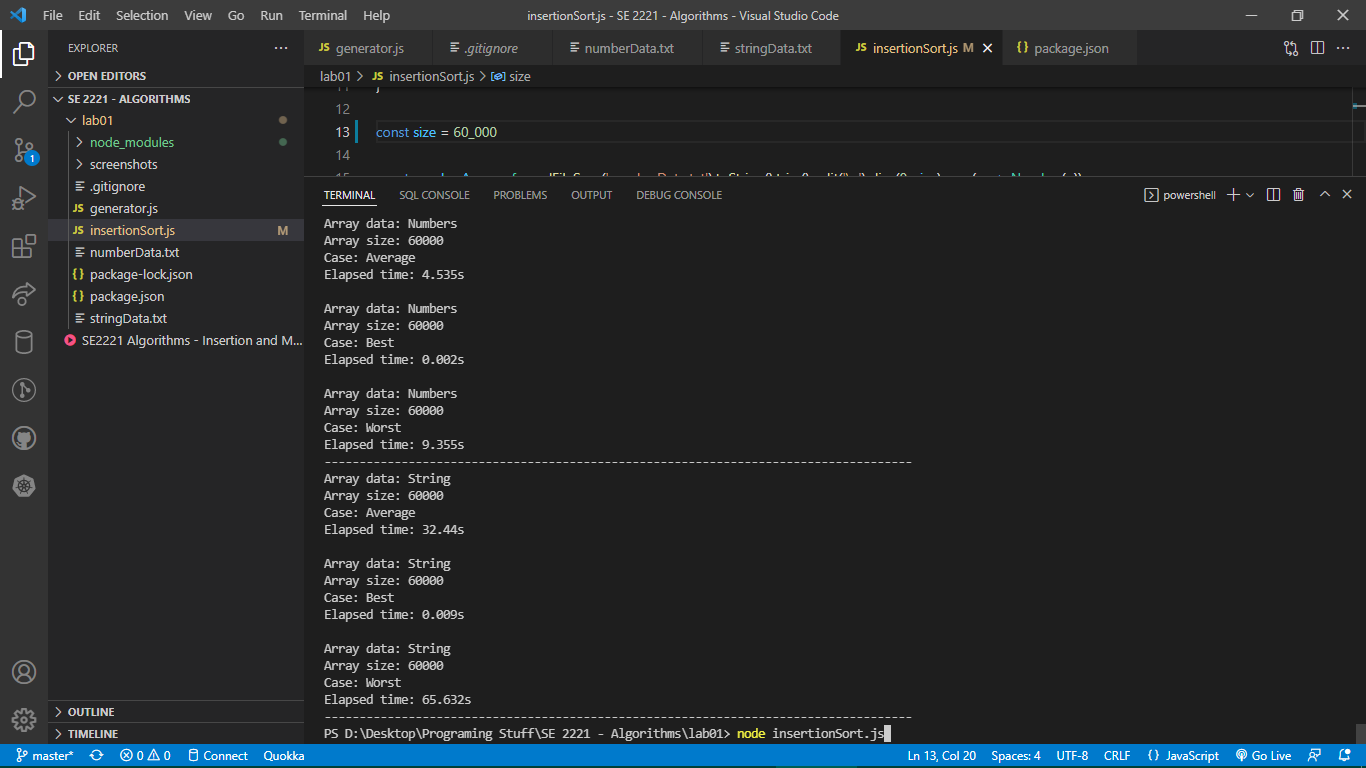 File Edit Selection View Go Run Terminal Help insertionSort.js - SE 2221 - Algorithms - Visual Studio Code
EXPLORER
OPEN EDITORS
SE 2221 - ALGORITHMS
lab01
node_modules
screenshots
.gitignore
JS generator.js
JS insertionSort.js M
numberData.txt
{} package-lock.json
{} package.json
stringData.txt
SE2221 Algorithms - Insertion and M...
OUTLINE
TIMELINE
1
JS generator.js .gitignore numberData.txt stringData.txt JS insertionSort.js M {} package.json
lab01 > JS insertionSort.js > size
12
13 const size = 60_000
14
TERMINAL SQL CONSOLE PROBLEMS OUTPUT DEBUG CONSOLE powershell
Array data: Numbers
Array size: 60000
Case: Average
Elapsed time: 4.535s
Array data: Numbers
Array size: 60000
Case: Best
Elapsed time: 0.002s
Array data: Numbers
Array size: 60000
Case: Worst
Elapsed time: 9.355s
------------------------------------------------------------------------------------
Array data: String
Array size: 60000
Case: Average
Elapsed time: 32.44s
Array data: String
Array size: 60000
Case: Best
Elapsed time: 0.009s
Array data: String
Array size: 60000
Case: Worst
Elapsed time: 65.632s
------------------------------------------------------------------------------------
PS D:\Desktop\Programing Stuff\SE 2221 - Algorithms\lab01> node insertionSort.js
master* 0 0 Connect Quokka Ln 13, Col 20 Spaces: 4 UTF-8 CRLF {} JavaScript Go Live